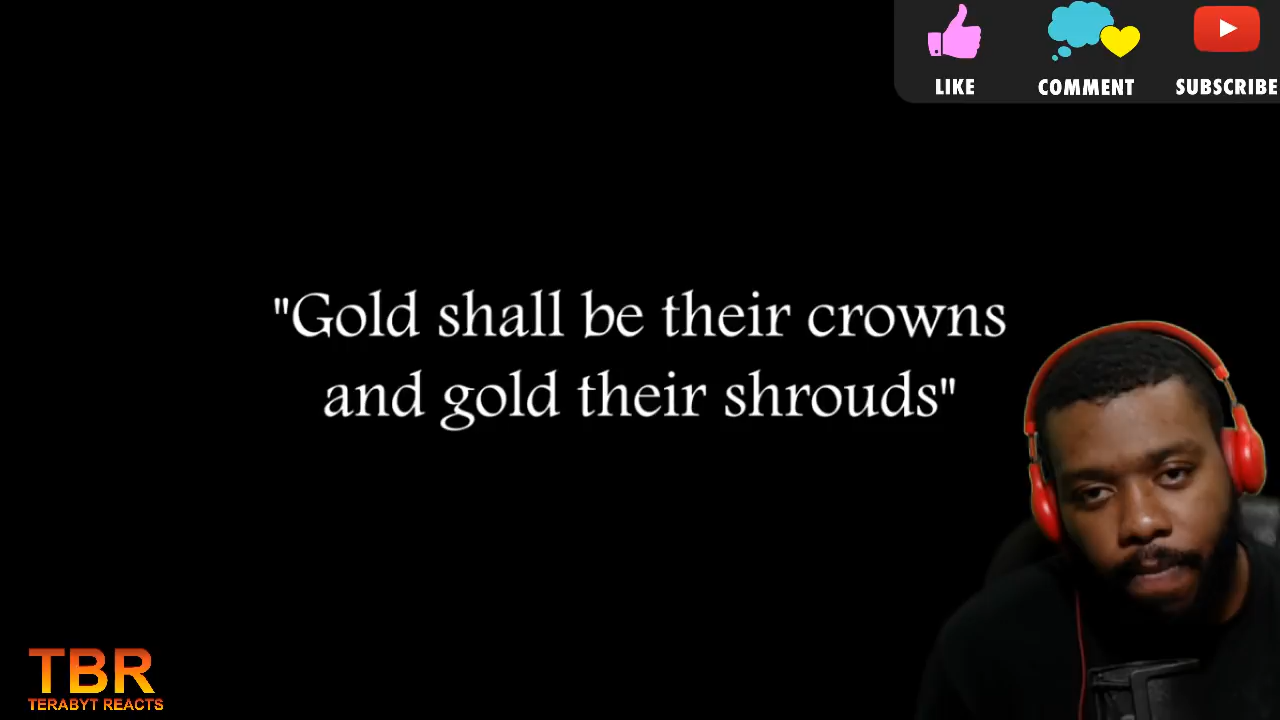 LIKE
COMMENT
SUBSCRIBE
"Gold shall be their crowns
and gold their shrouds"
TBR
TERABYT REACTS